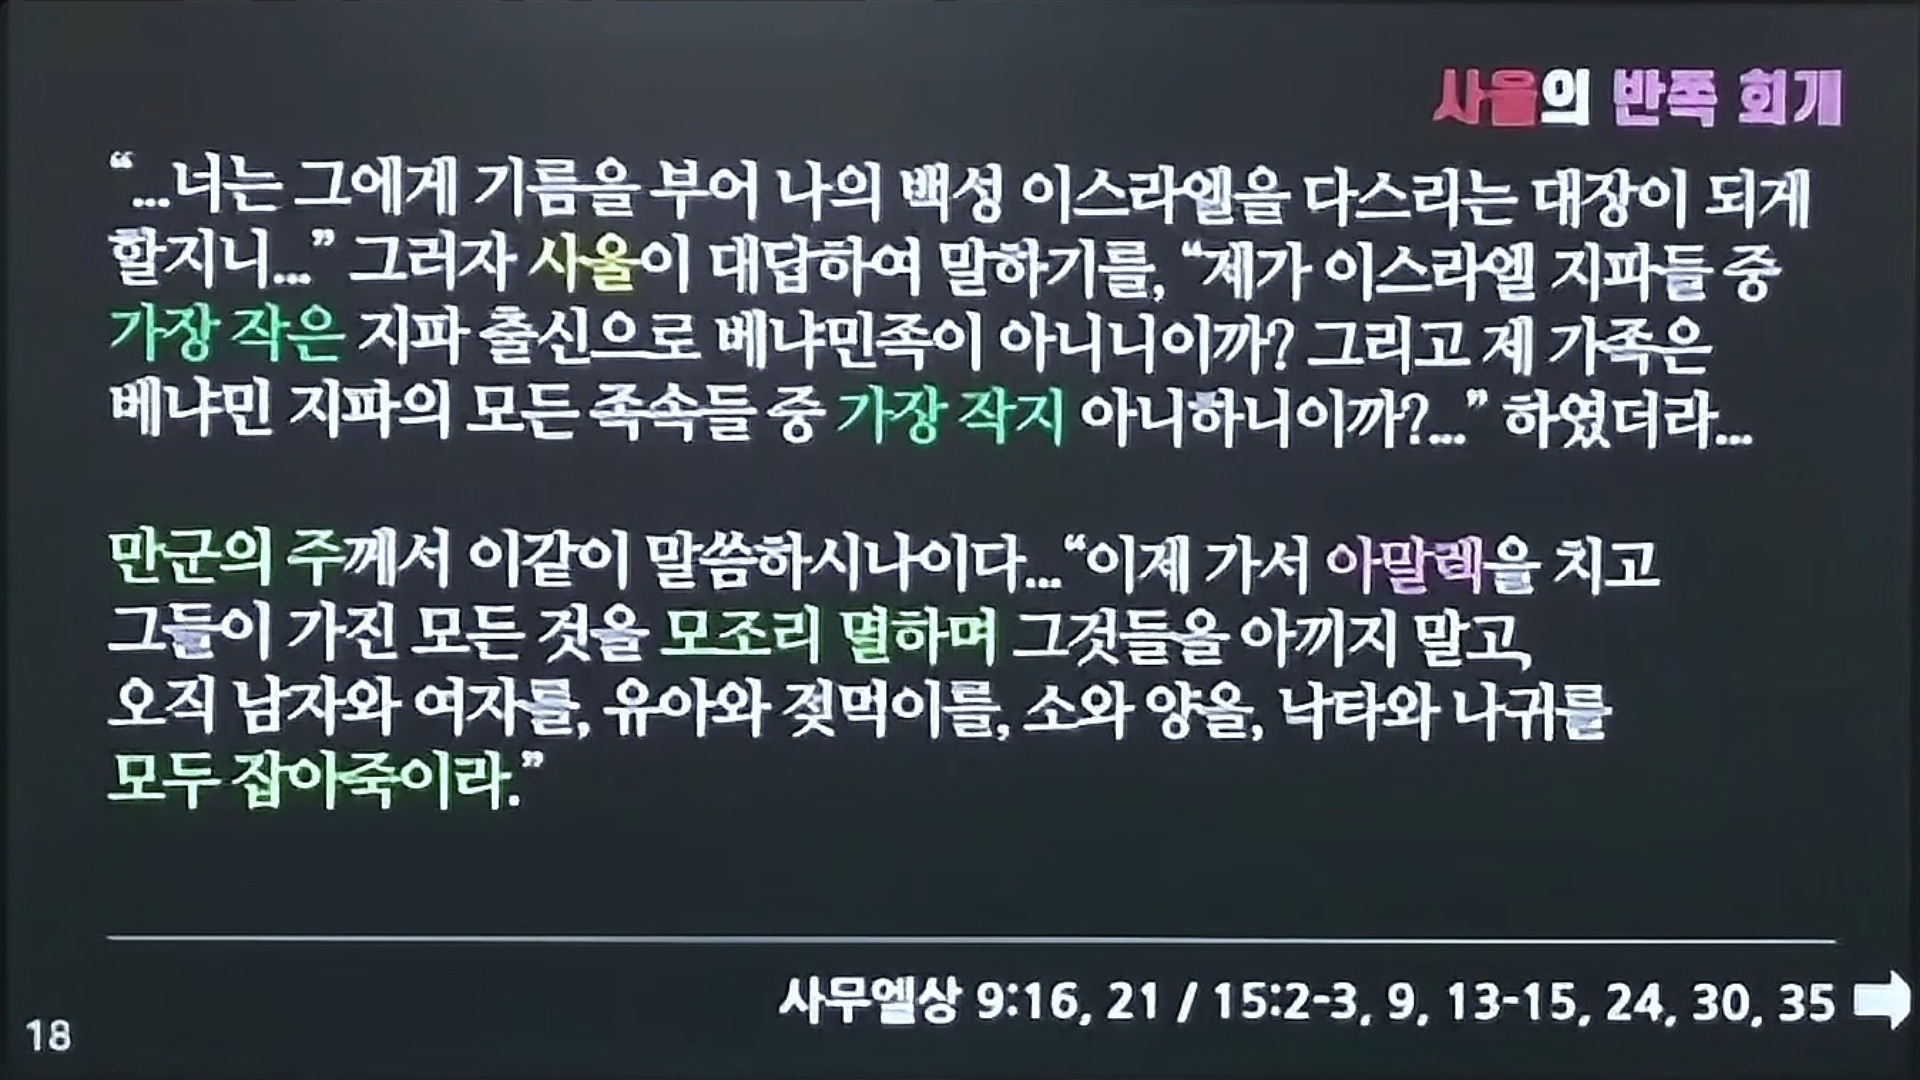 사울의 반쪽 회개
“...너는 그에게 기름을 부어 나의 백성 이스라엘을 다스리는 대장이 되게
할지니...” 그러자 사울이 대답하여 말하기를, “제가 이스라엘 지파들 중
가장 작은 지파 출신으로 베냐민족이 아니니이까? 그리고 제 가족은
베냐민 지파의 모든 족속들 중 가장 작지 아니하니이까?...” 하였더라...
만군의 주께서 이같이 말씀하시나이다...“이제 가서 아말렉을 치고
그들이 가진 모든 것을 모조리 멸하며 그것들을 아끼지 말고,
오직 남자와 여자를, 유아와 젖먹이를, 소와 양을, 낙타와 나귀를
모두 잡아죽이라.”
사무엘상 9:16, 21 / 15:2-3, 9, 13-15, 24, 30, 35
18